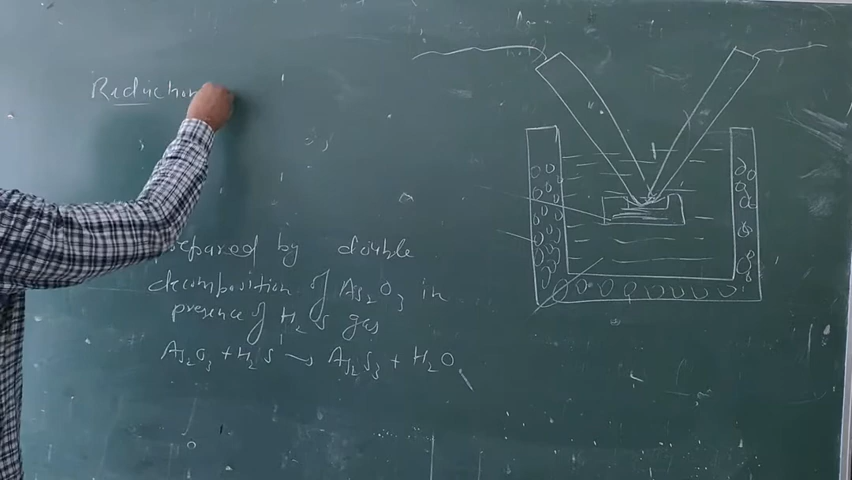 Reduction
prepared by double
decomposition of As2O3 in
presence of H2S gas
As2O3 + H2S → As2S3 + H2O